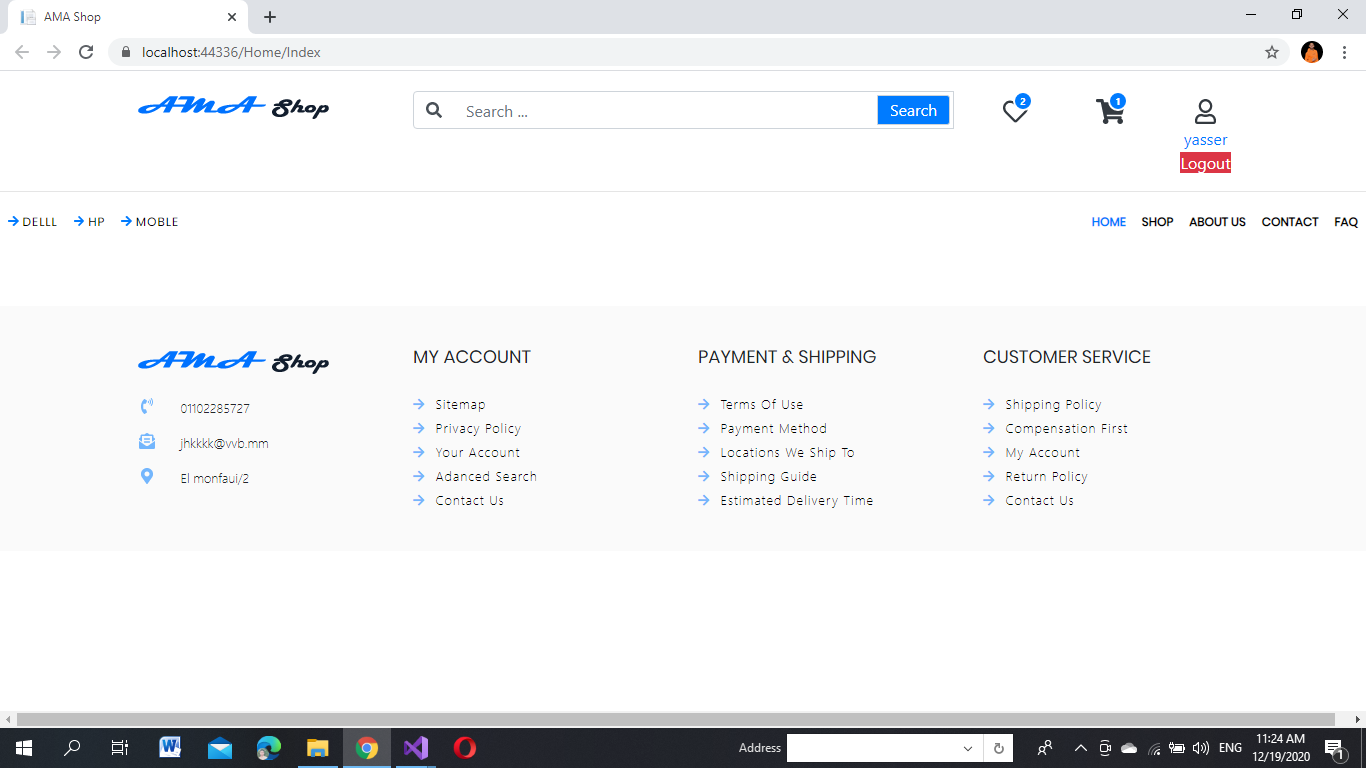 AMA Shop
localhost:44336/Home/Index
AMA Shop
Search ...
Search
2
1
yasser
Logout
DELLL HP MOBLE
HOME SHOP ABOUT US CONTACT FAQ
AMA Shop
01102285727
jhkkkk@vvb.mm
El monfaui/2
MY ACCOUNT
Sitemap
Privacy Policy
Your Account
Adanced Search
Contact Us
PAYMENT & SHIPPING
Terms Of Use
Payment Method
Locations We Ship To
Shipping Guide
Estimated Delivery Time
CUSTOMER SERVICE
Shipping Policy
Compensation First
My Account
Return Policy
Contact Us
Address
ENG
11:24 AM
12/19/2020
1